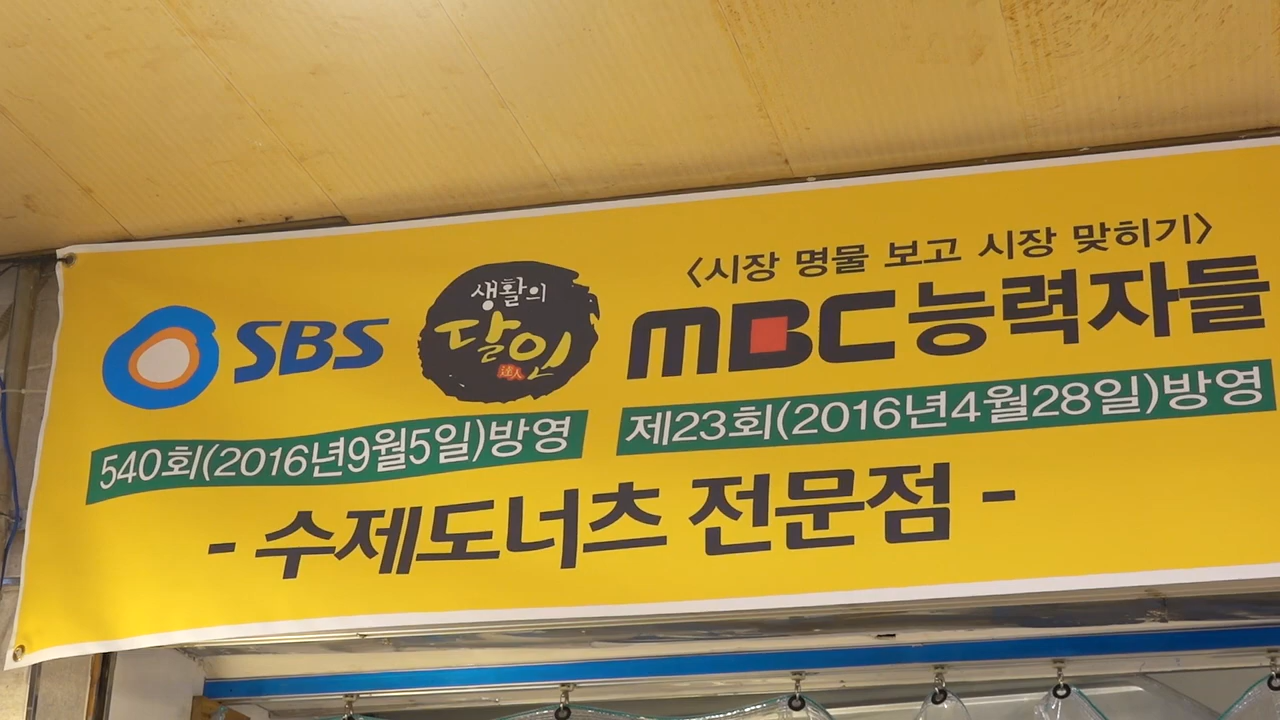 SBS
생활의
달인
達人
540회(2016년9월5일)방영
〈시장 명물 보고 시장 맞히기〉
MBC능력자들
제23회(2016년4월28일)방영
- 수제도너츠 전문점 -